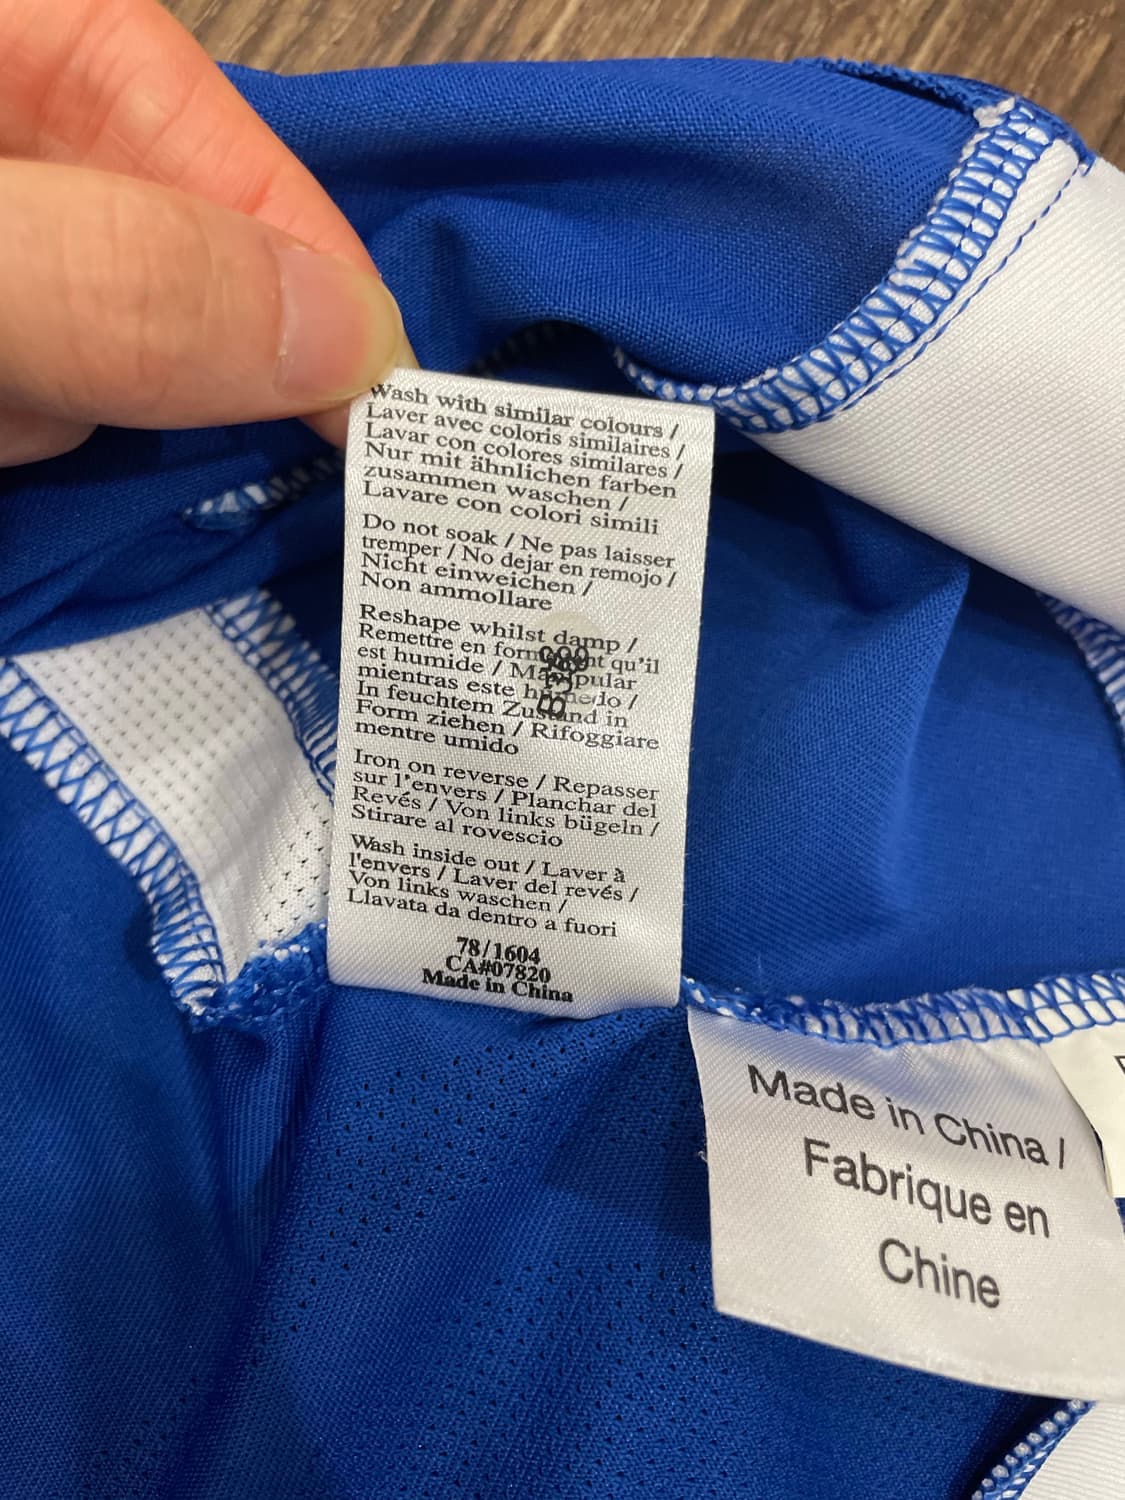 Wash with similar colours /
Laver avec coloris similaires /
Lavar con colores similares /
Nur mit ähnlichen farben
zusammen waschen /
Lavare con colori simili
Do not soak / Ne pas laisser
tremper / No dejar en remojo /
Nicht einweichen /
Non ammollare
Reshape whilst damp /
Remettre en forme qu'il
est humide /
mientras este /
In feuchtem Zustand in
Form ziehen / Rifoggiare
mentre umido
Iron on reverse / Repasser
sur l'envers / Planchar del
Revés / Von links bügeln /
Stirare al rovescio
Wash inside out / Laver à
l'envers / Laver del revés /
Von links waschen /
Llavata da dentro a fuori
78/1604
CA#07820
Made in China
Made in China /
Fabrique en
Chine